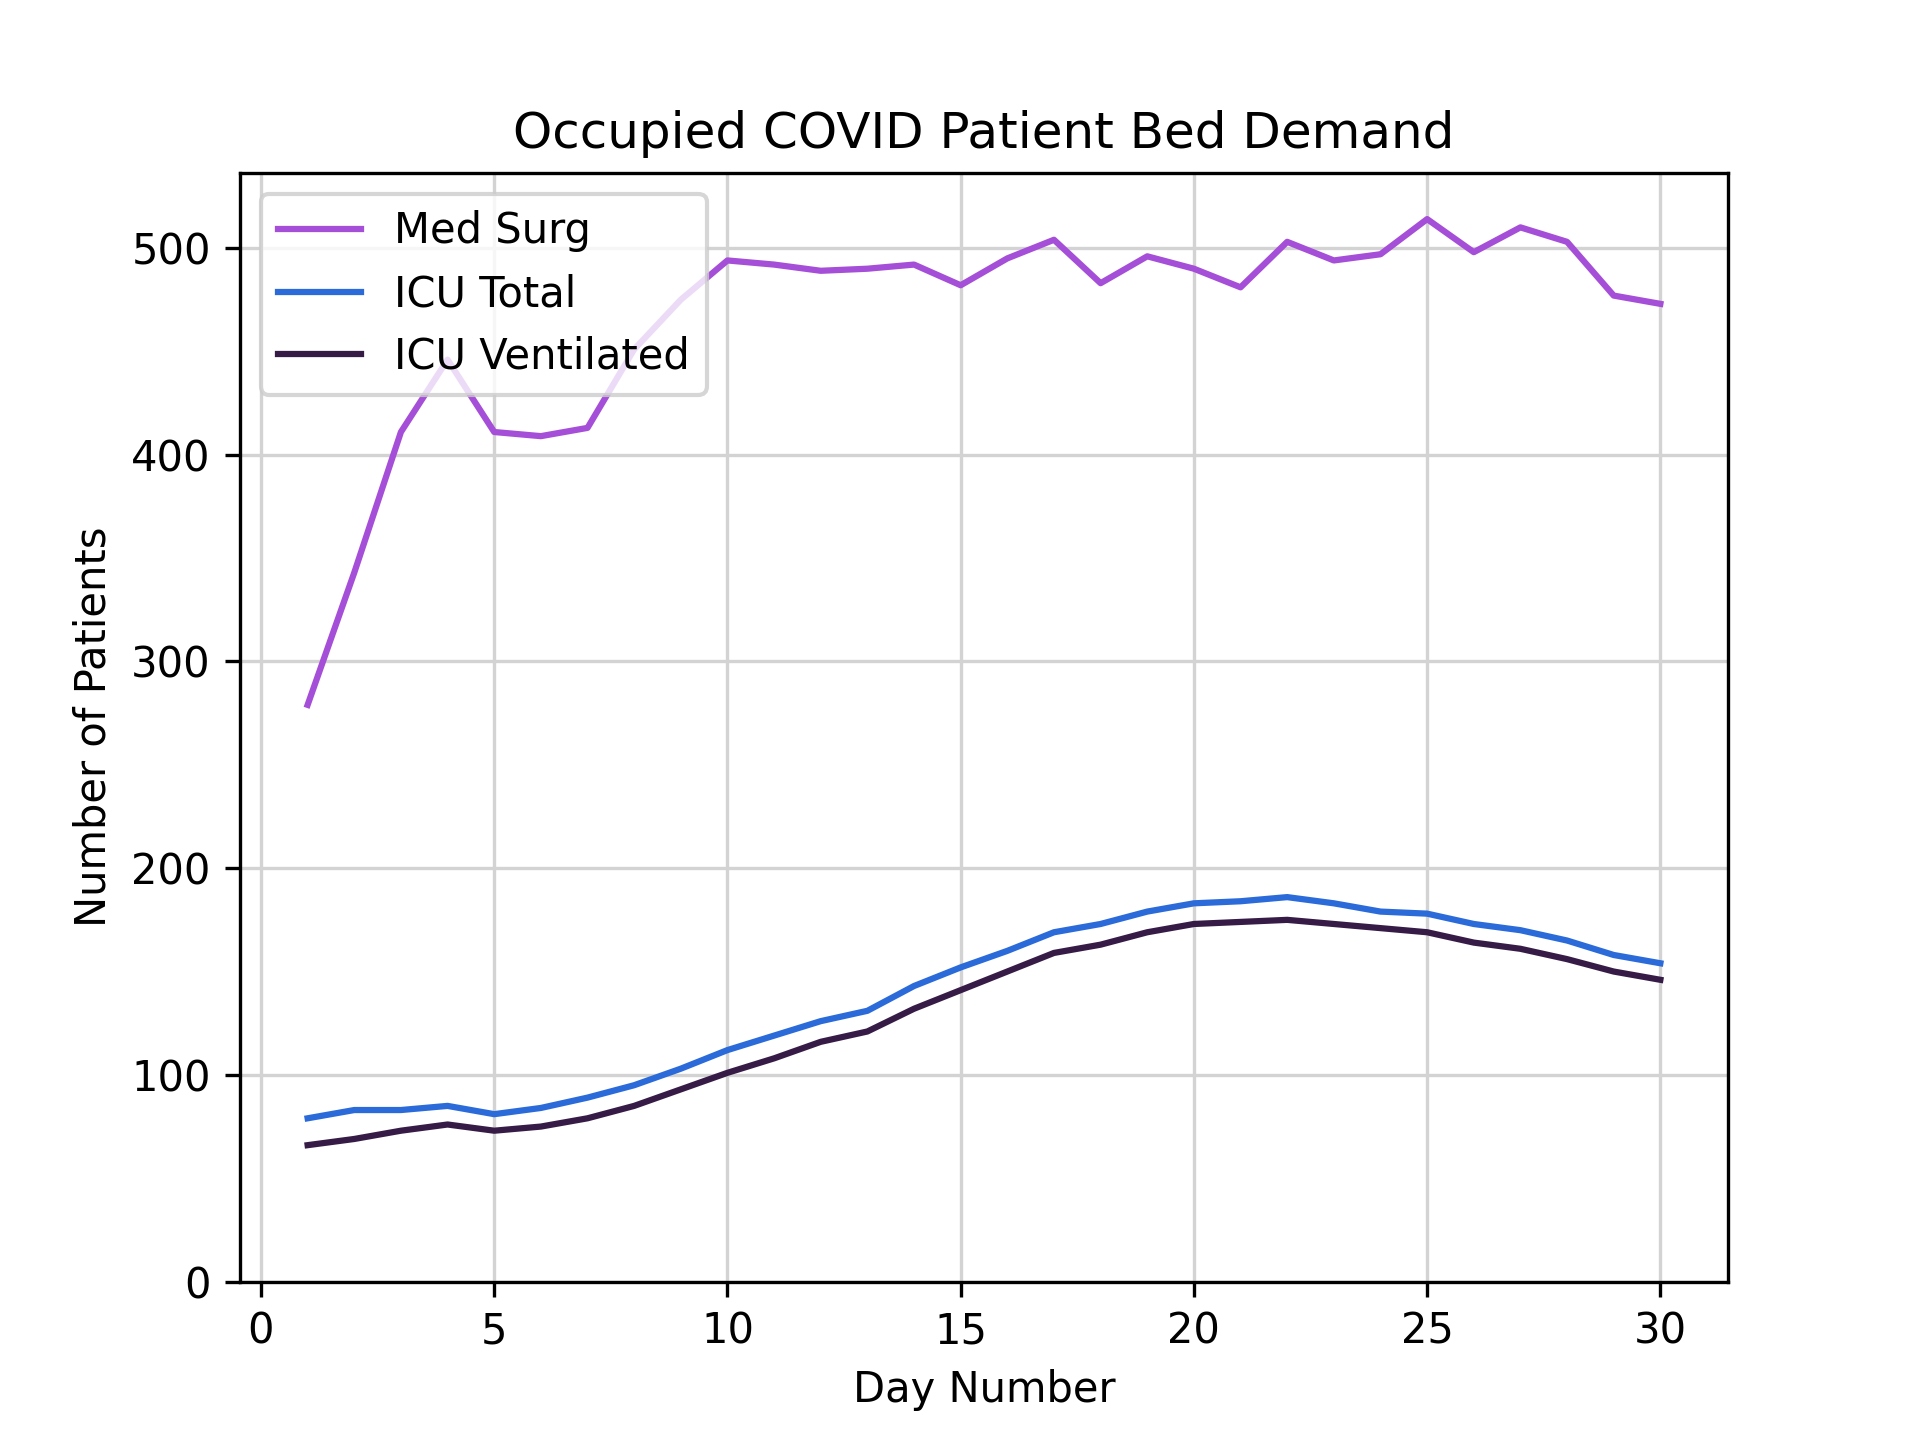 Occupied COVID Patient Bed Demand
Med Surg
ICU Total
ICU Ventilated
500
400
300
200
100
0
Number of Patients
0 5 10 15 20 25 30
Day Number